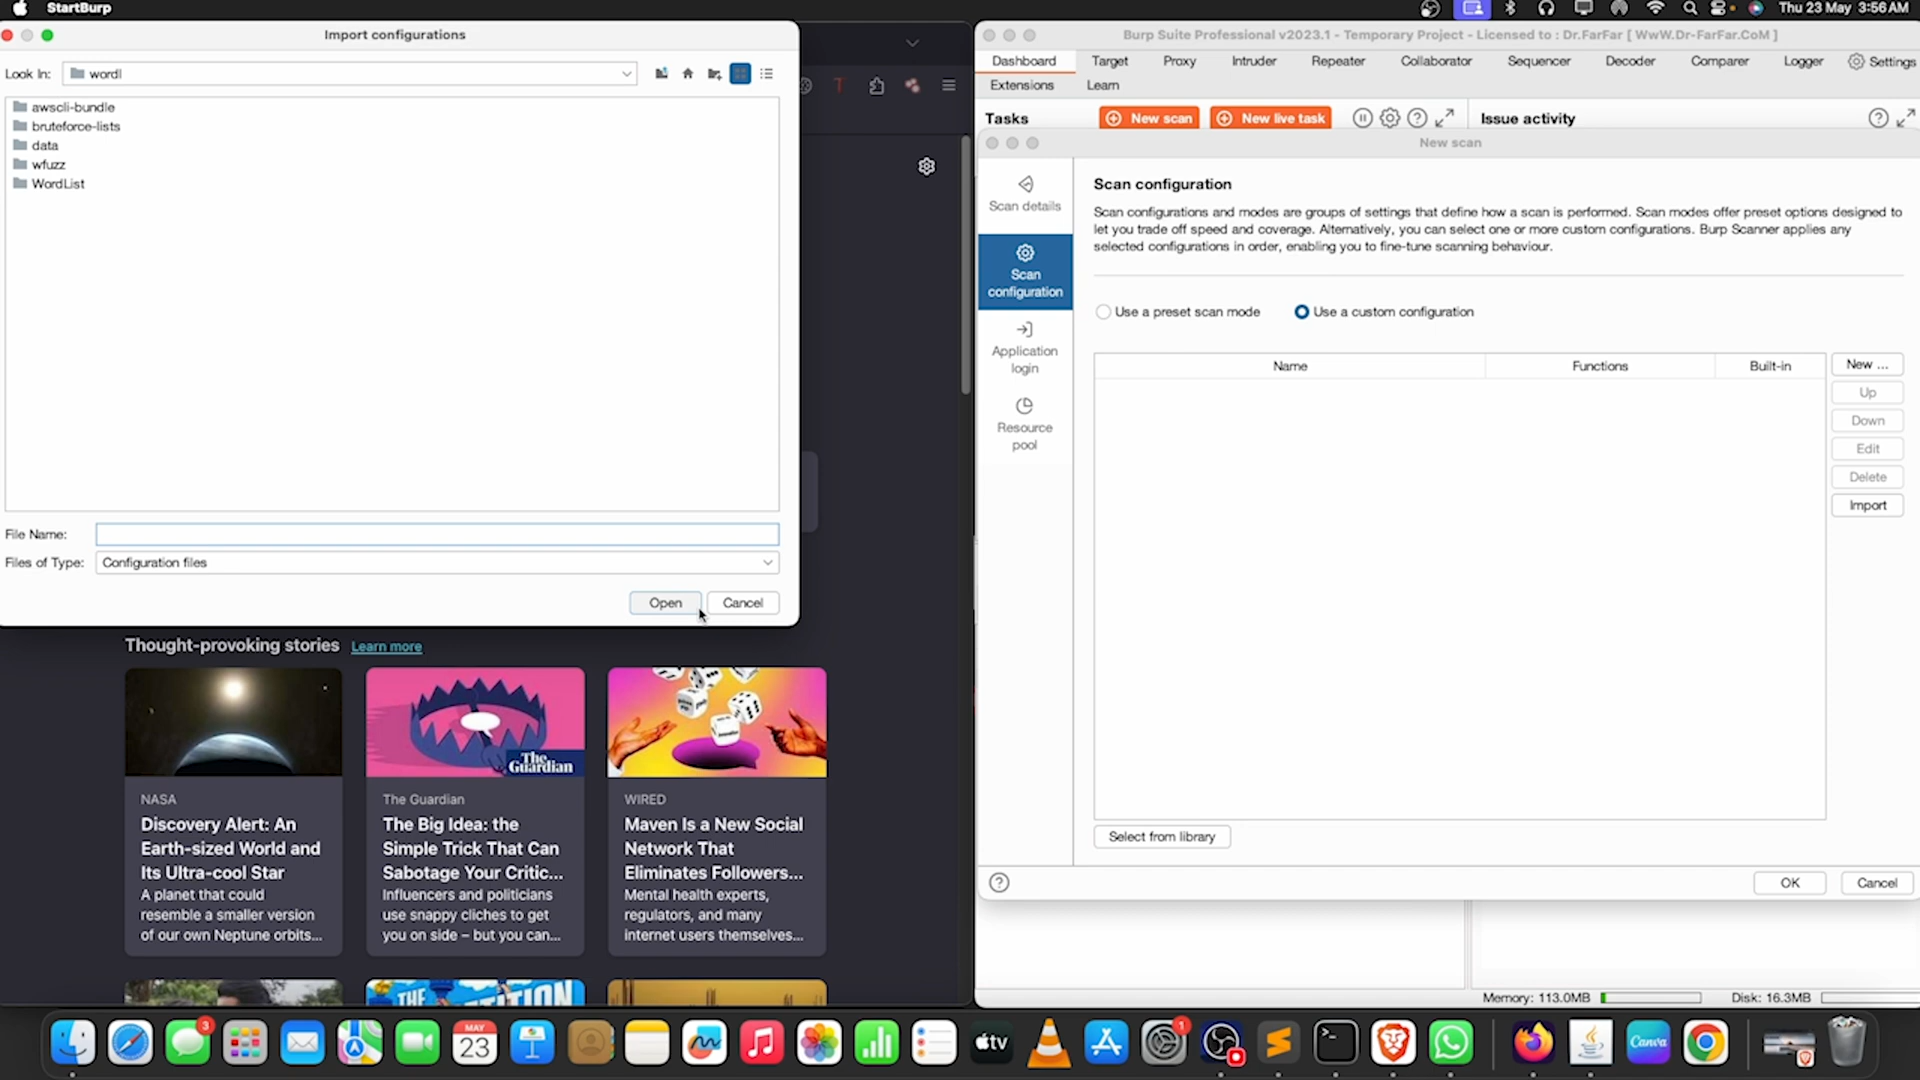 StartBurp
Thu 23 May 3:56AM
Import configurations
Look In:
wordl
awscli-bundle
bruteforce-lists
data
wfuzz
WordList
File Name:
Files of Type:
Configuration files
Open
Cancel
Thought-provoking stories
Learn more
The Guardian
NASA
Discovery Alert: An
Earth-sized World and
Its Ultra-cool Star
A planet that could
resemble a smaller version
of our own Neptune orbits...
The Guardian
The Big Idea: the
Simple Trick That Can
Sabotage Your Critic...
Influencers and politicians
use snappy cliches to get
you on side – but you can...
WIRED
Maven Is a New Social
Network That
Eliminates Followers...
Mental health experts,
regulators, and many
internet users themselves...
Burp Suite Professional v2023.1 - Temporary Project - Licensed to : Dr.FarFar [ WwW.Dr-FarFar.CoM ]
Dashboard
Target
Proxy
Intruder
Repeater
Collaborator
Sequencer
Decoder
Comparer
Logger
Settings
Extensions
Learn
Tasks
New scan
New live task
Issue activity
New scan
Scan details
Scan
configuration
Application
login
Resource
pool
Scan configuration
Scan configurations and modes are groups of settings that define how a scan is performed. Scan modes offer preset options designed to
let you trade off speed and coverage. Alternatively, you can select one or more custom configurations. Burp Scanner applies any
selected configurations in order, enabling you to fine-tune scanning behaviour.
Use a preset scan mode
Use a custom configuration
Name
Functions
Built-in
New ...
Up
Down
Edit
Delete
Import
Select from library
OK
Cancel
Memory: 113.0MB
Disk: 16.3MB
3
MAY
23
tv
1
Canva